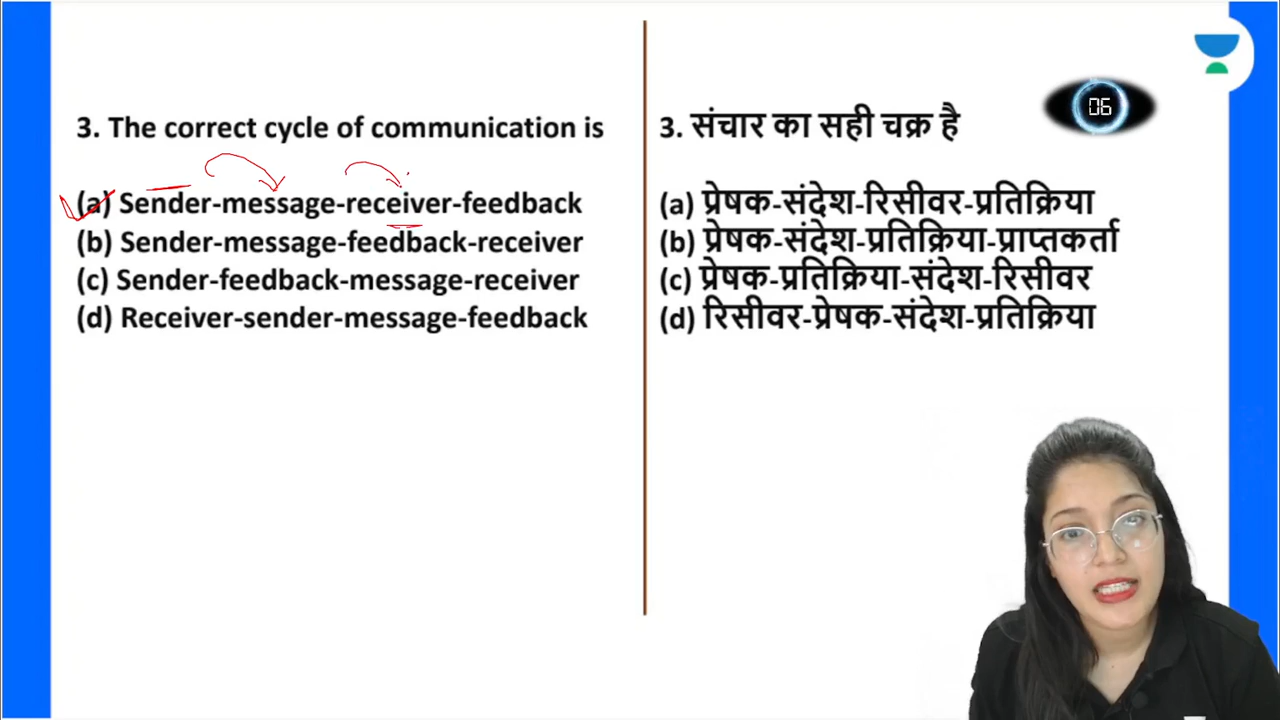 3. The correct cycle of communication is
(a) Sender-message-receiver-feedback
(b) Sender-message-feedback-receiver
(c) Sender-feedback-message-receiver
(d) Receiver-sender-message-feedback
3. संचार का सही चक्र है
(a) प्रेषक-संदेश-रिसीवर-प्रतिक्रिया
(b) प्रेषक-संदेश-प्रतिक्रिया-प्राप्तकर्ता
(c) प्रेषक-प्रतिक्रिया-संदेश-रिसीवर
(d) रिसीवर-प्रेषक-संदेश-प्रतिक्रिया
06